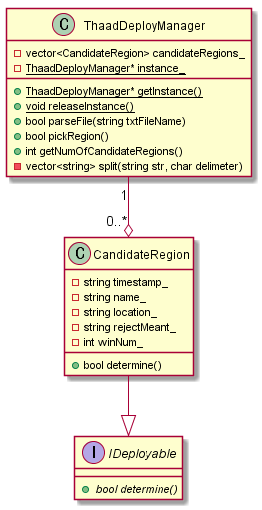 C ThaadDeployManager
vector<CandidateRegion> candidateRegions_
ThaadDeployManager* instance_
ThaadDeployManager* getInstance()
void releaseInstance()
bool parseFile(string txtFileName)
bool pickRegion()
int getNumOfCandidateRegions()
vector<string> split(string str, char delimeter)
1
0..*
C CandidateRegion
string timestamp_
string name_
string location_
string rejectMeant_
int winNum_
bool determine()
I IDeployable
bool determine()